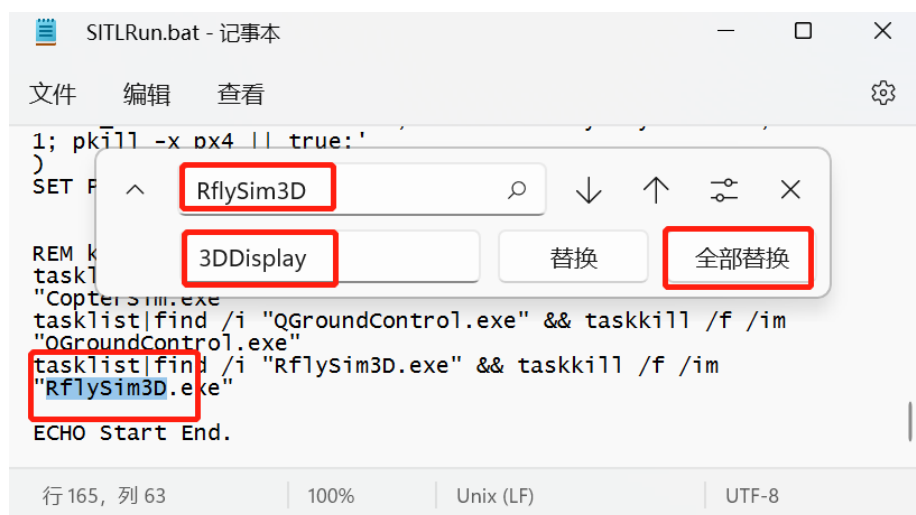 SITLRun.bat - 记事本
文件 编辑 查看
1; pkill -x px4 || true;'
)
SET P
RflySim3D
3DDisplay 替换 全部替换
REM k
taskl
"CopterSim.exe"
tasklist|find /i "QGroundControl.exe" && taskkill /f /im
"QGroundControl.exe"
tasklist|find /i "RflySim3D.exe" && taskkill /f /im
"RflySim3D.exe"
ECHO Start End.
行 165, 列 63 100% Unix (LF) UTF-8